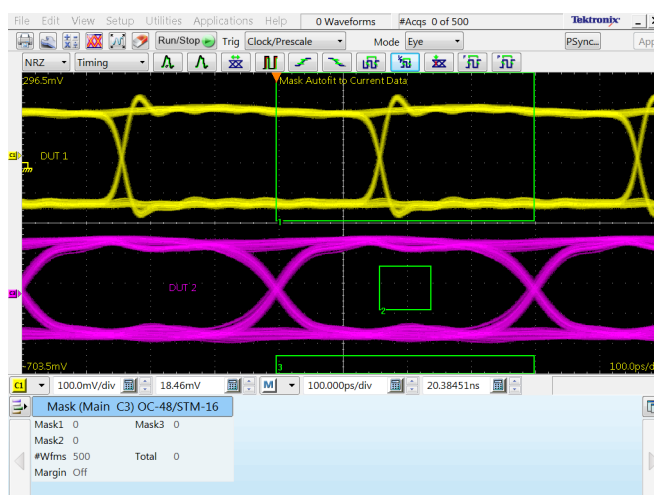 File Edit View Setup Utilities Applications Help 0 Waveforms #Acqs 0 of 500 Tektronix
Run/Stop Trig Clock/Prescale Mode Eye PSync... App
NRZ Timing
296.5mV Mask Autofit to Current Data
C3 DUT 1
1
DUT 2
2
-703.5mV 3 100.0ps/d
C1 100.0mV/div 18.46mV M 100.000ps/div 20.38451ns
Mask (Main C3) OC-48/STM-16
Mask1 0 Mask3 0
Mask2 0
#Wfms 500 Total 0
Margin Off